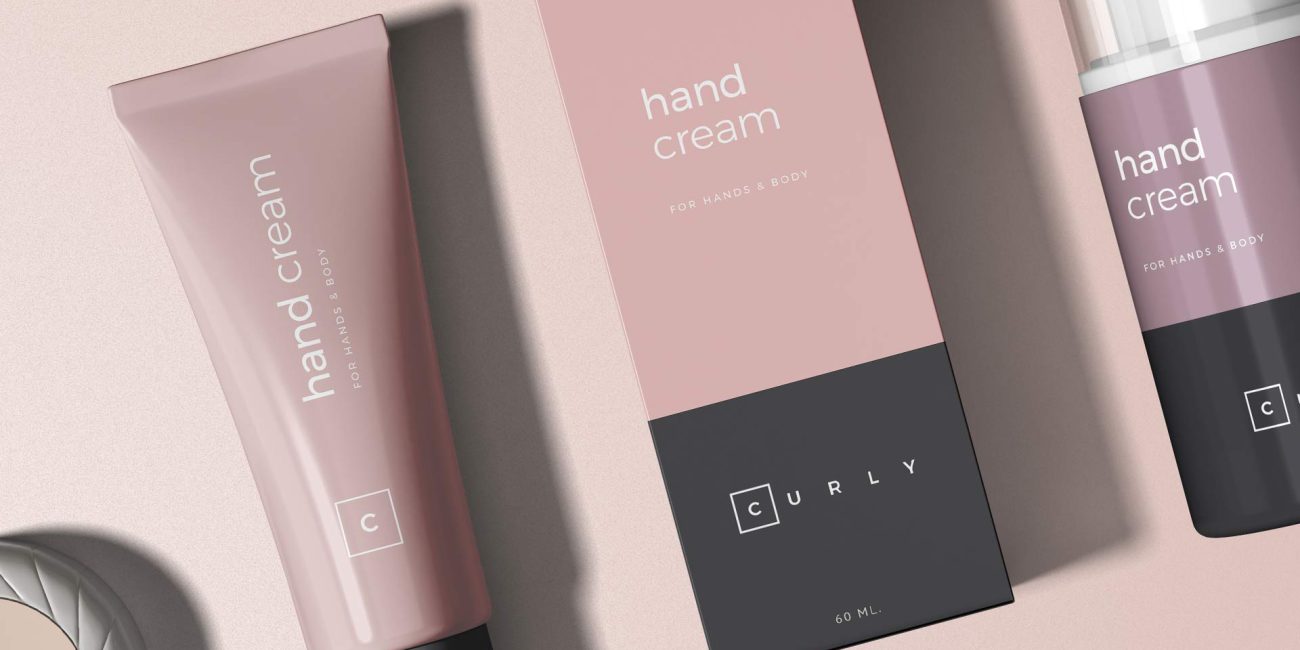 hand cream
FOR HANDS & BODY
C
hand
cream
FOR HANDS & BODY
C U R L Y
60 ML.
hand
cream
FOR HANDS & BODY
C